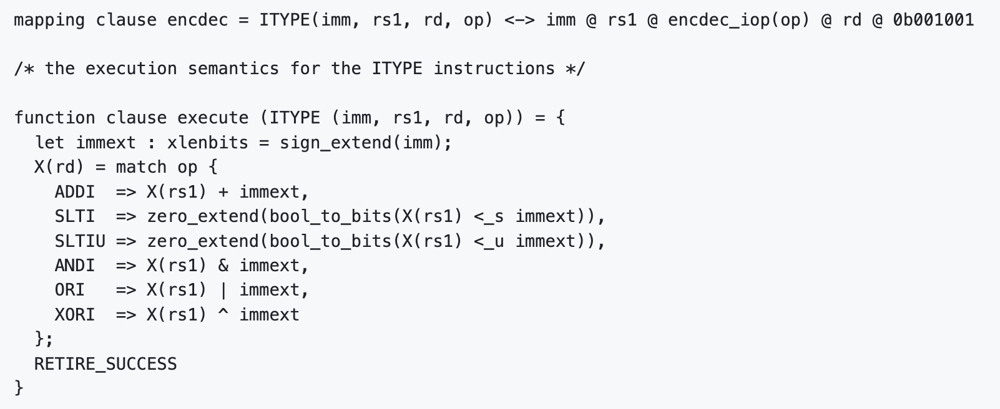 mapping clause encdec = ITYPE(imm, rs1, rd, op) <-> imm @ rs1 @ encdec_iop(op) @ rd @ 0b001001

/* the execution semantics for the ITYPE instructions */

function clause execute (ITYPE (imm, rs1, rd, op)) = {
  let immext : xlenbits = sign_extend(imm);
  X(rd) = match op {
    ADDI  => X(rs1) + immext,
    SLTI  => zero_extend(bool_to_bits(X(rs1) <_s immext)),
    SLTIU => zero_extend(bool_to_bits(X(rs1) <_u immext)),
    ANDI  => X(rs1) & immext,
    ORI   => X(rs1) | immext,
    XORI  => X(rs1) ^ immext
  };
  RETIRE_SUCCESS
}